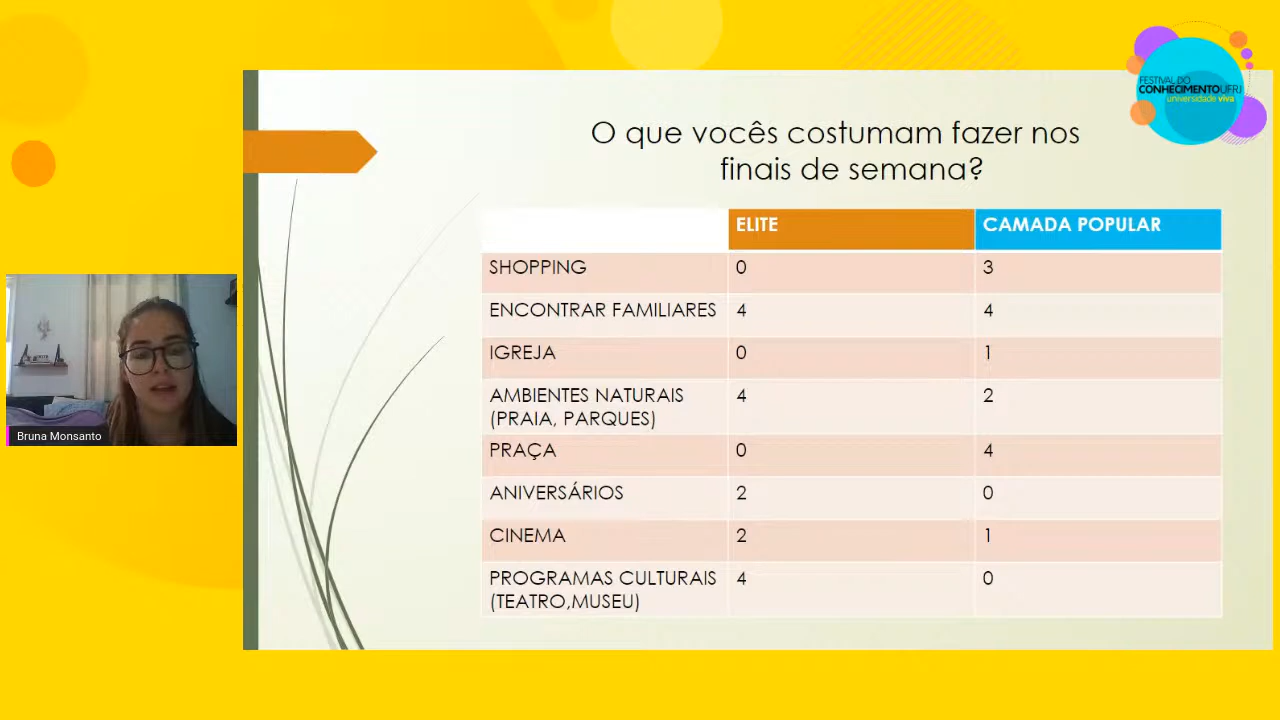 FESTIVAL DO
CONHECIMENTOUFRJ
universidade viva
O que vocês costumam fazer nos
finais de semana?
ELITE CAMADA POPULAR
SHOPPING 0 3
ENCONTRAR FAMILIARES 4 4
IGREJA 0 1
AMBIENTES NATURAIS 4 2
(PRAIA, PARQUES)
PRAÇA 0 4
ANIVERSÁRIOS 2 0
CINEMA 2 1
PROGRAMAS CULTURAIS 4 0
(TEATRO,MUSEU)
Bruna Monsanto